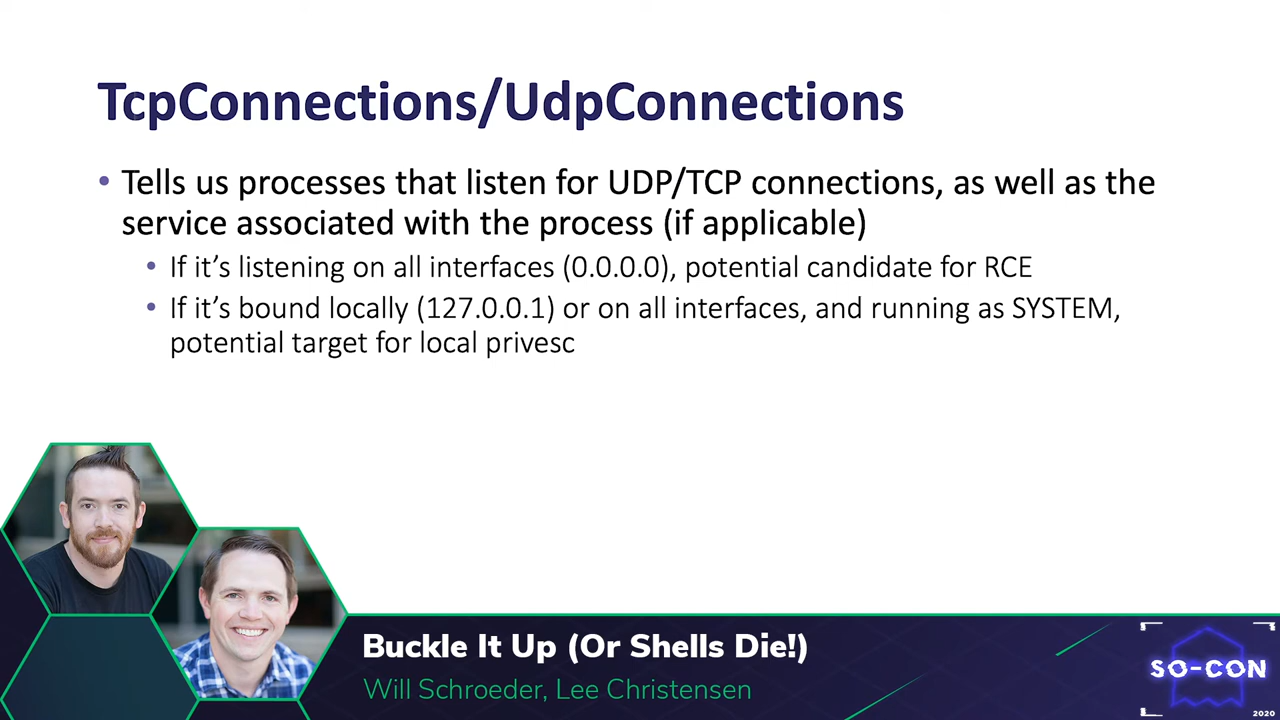 TcpConnections/UdpConnections
• Tells us processes that listen for UDP/TCP connections, as well as the
service associated with the process (if applicable)
• If it’s listening on all interfaces (0.0.0.0), potential candidate for RCE
• If it’s bound locally (127.0.0.1) or on all interfaces, and running as SYSTEM,
potential target for local privesc
Buckle It Up (Or Shells Die!)
Will Schroeder, Lee Christensen
SO-CON
2020